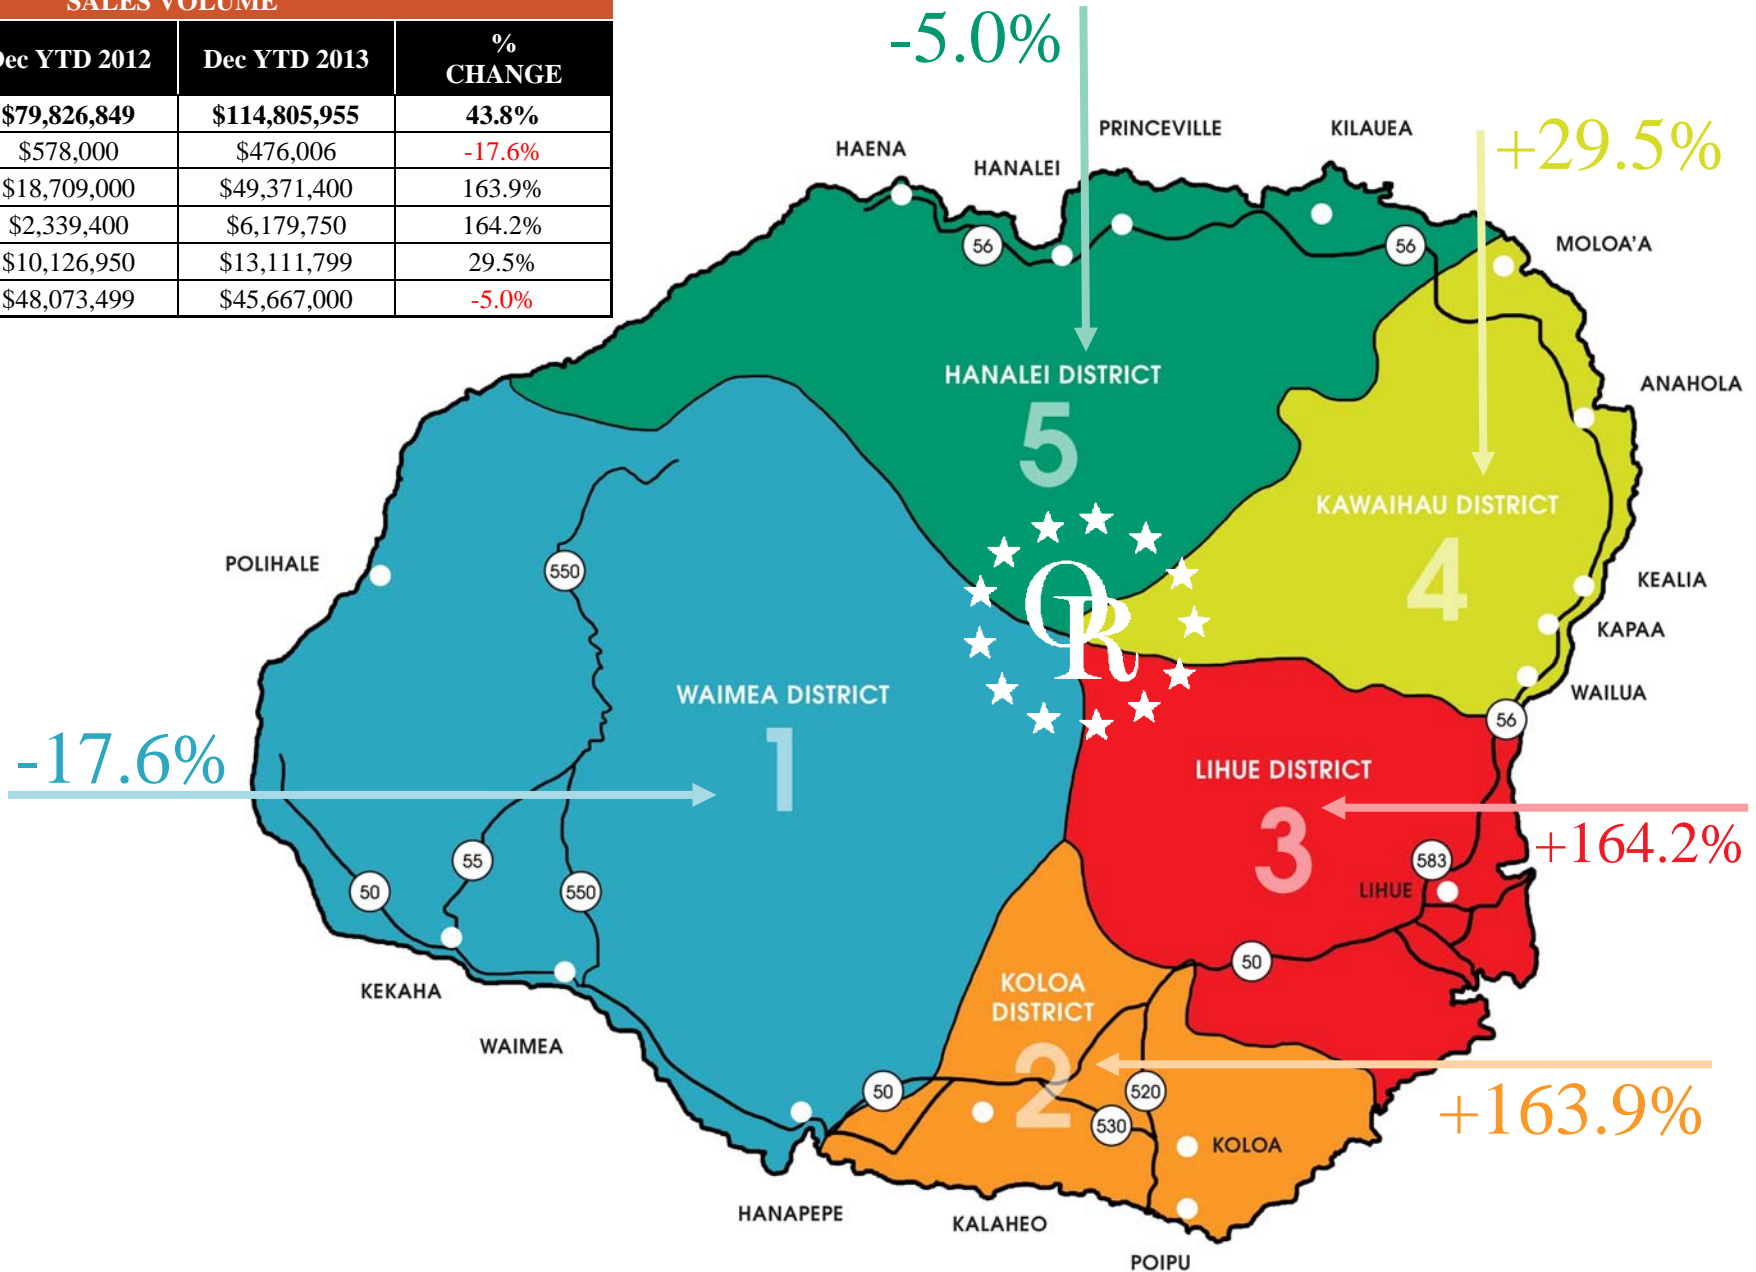 SALES VOLUME
Dec YTD 2012 Dec YTD 2013 % CHANGE
$79,826,849 $114,805,955 43.8%
$578,000 $476,006 -17.6%
$18,709,000 $49,371,400 163.9%
$2,339,400 $6,179,750 164.2%
$10,126,950 $13,111,799 29.5%
$48,073,499 $45,667,000 -5.0%
-5.0%
+29.5%
HAENA
HANALEI
PRINCEVILLE
KILAUEA
MOLOA'A
56
56
ANAHOLA
HANALEI DISTRICT
5
KAWAIHAU DISTRICT
4
POLIHALE
550
KEALIA
KAPAA
WAILUA
OR
56
WAIMEA DISTRICT
1
-17.6%
LIHUE DISTRICT
3
+164.2%
583
LIHUE
55
50
550
50
KEKAHA
WAIMEA
KOLOA
DISTRICT
2
+163.9%
50
520
530
KOLOA
HANAPEPE
KALAHEO
POIPU